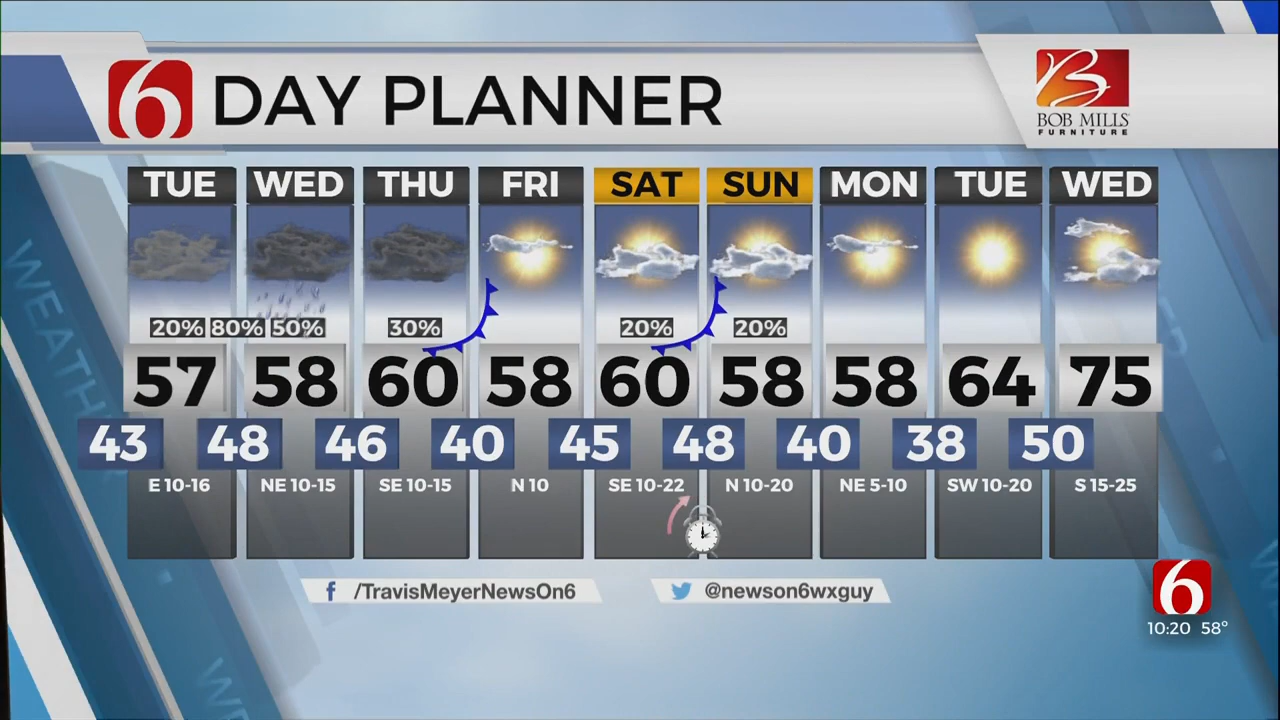 6 DAY PLANNER
BOB MILLS
FURNITURE
TUE WED THU FRI SAT SUN MON TUE WED
20% 80% 50% 30% 20% 20%
57 58 60 58 60 58 58 64 75
43 48 46 40 45 48 40 38 50
E 10-16 NE 10-15 SE 10-15 N 10 SE 10-22 N 10-20 NE 5-10 SW 10-20 S 15-25
f /TravisMeyerNewsOn6 @newson6wxguy
6
10:20 58°
WEATHER